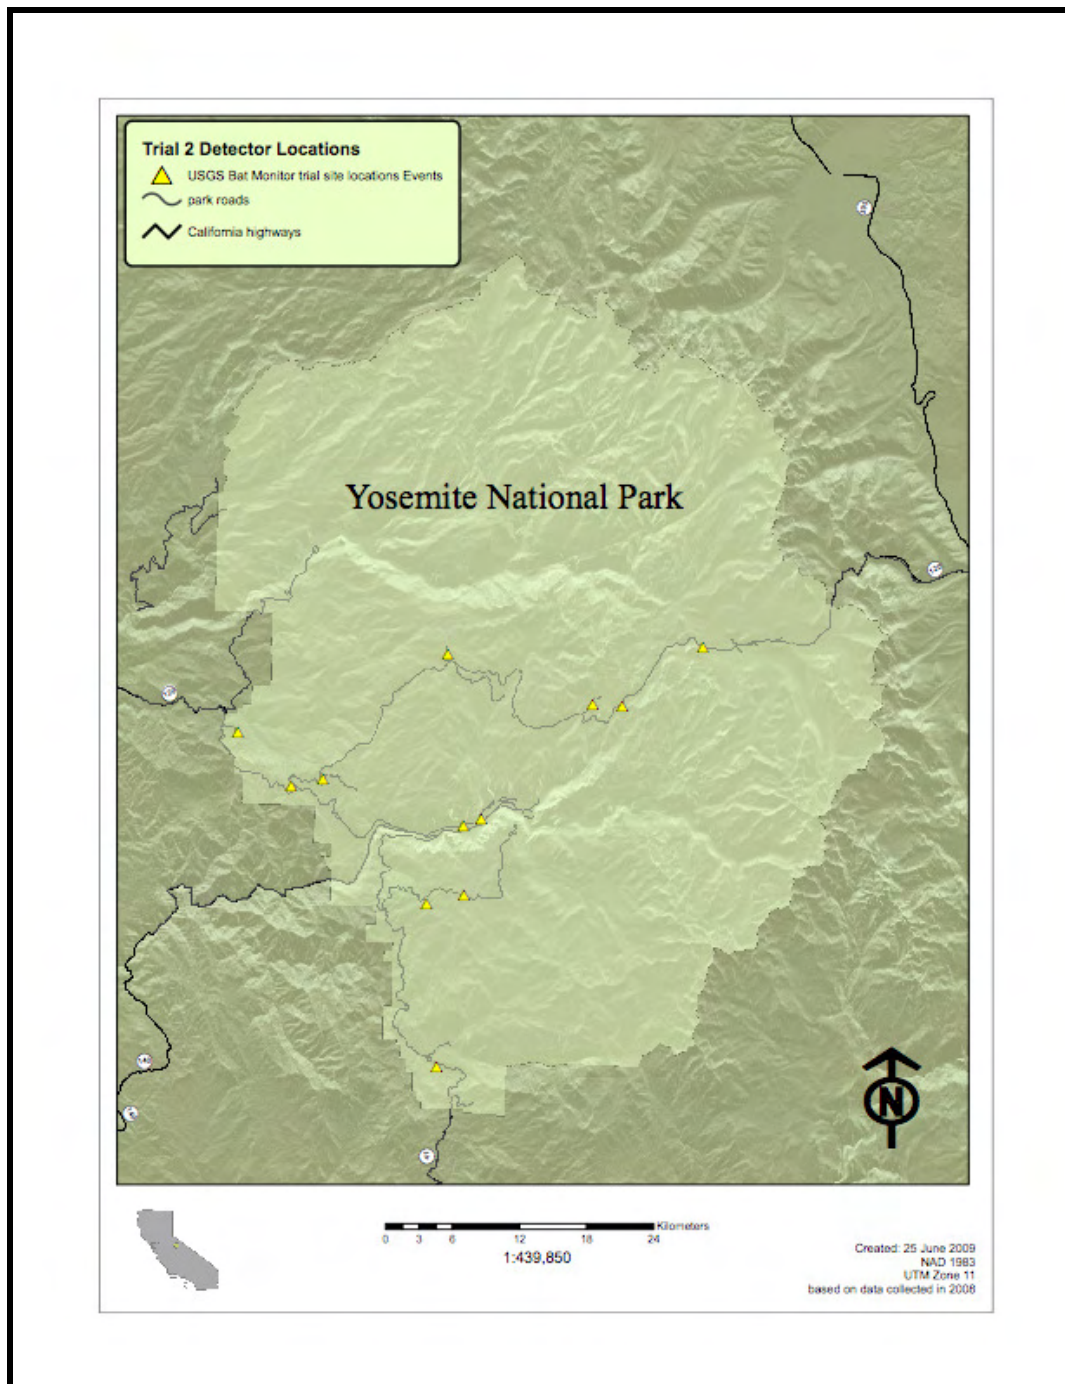 Trial 2 Detector Locations
USGS Bat Monitor trial site locations Events
park roads
California highways
Yosemite National Park
N
Kilometers
0 3 6 12 18 24
1:439,850
Created: 25 June 2009
NAD 1983
UTM Zone 11
based on data collected in 2008